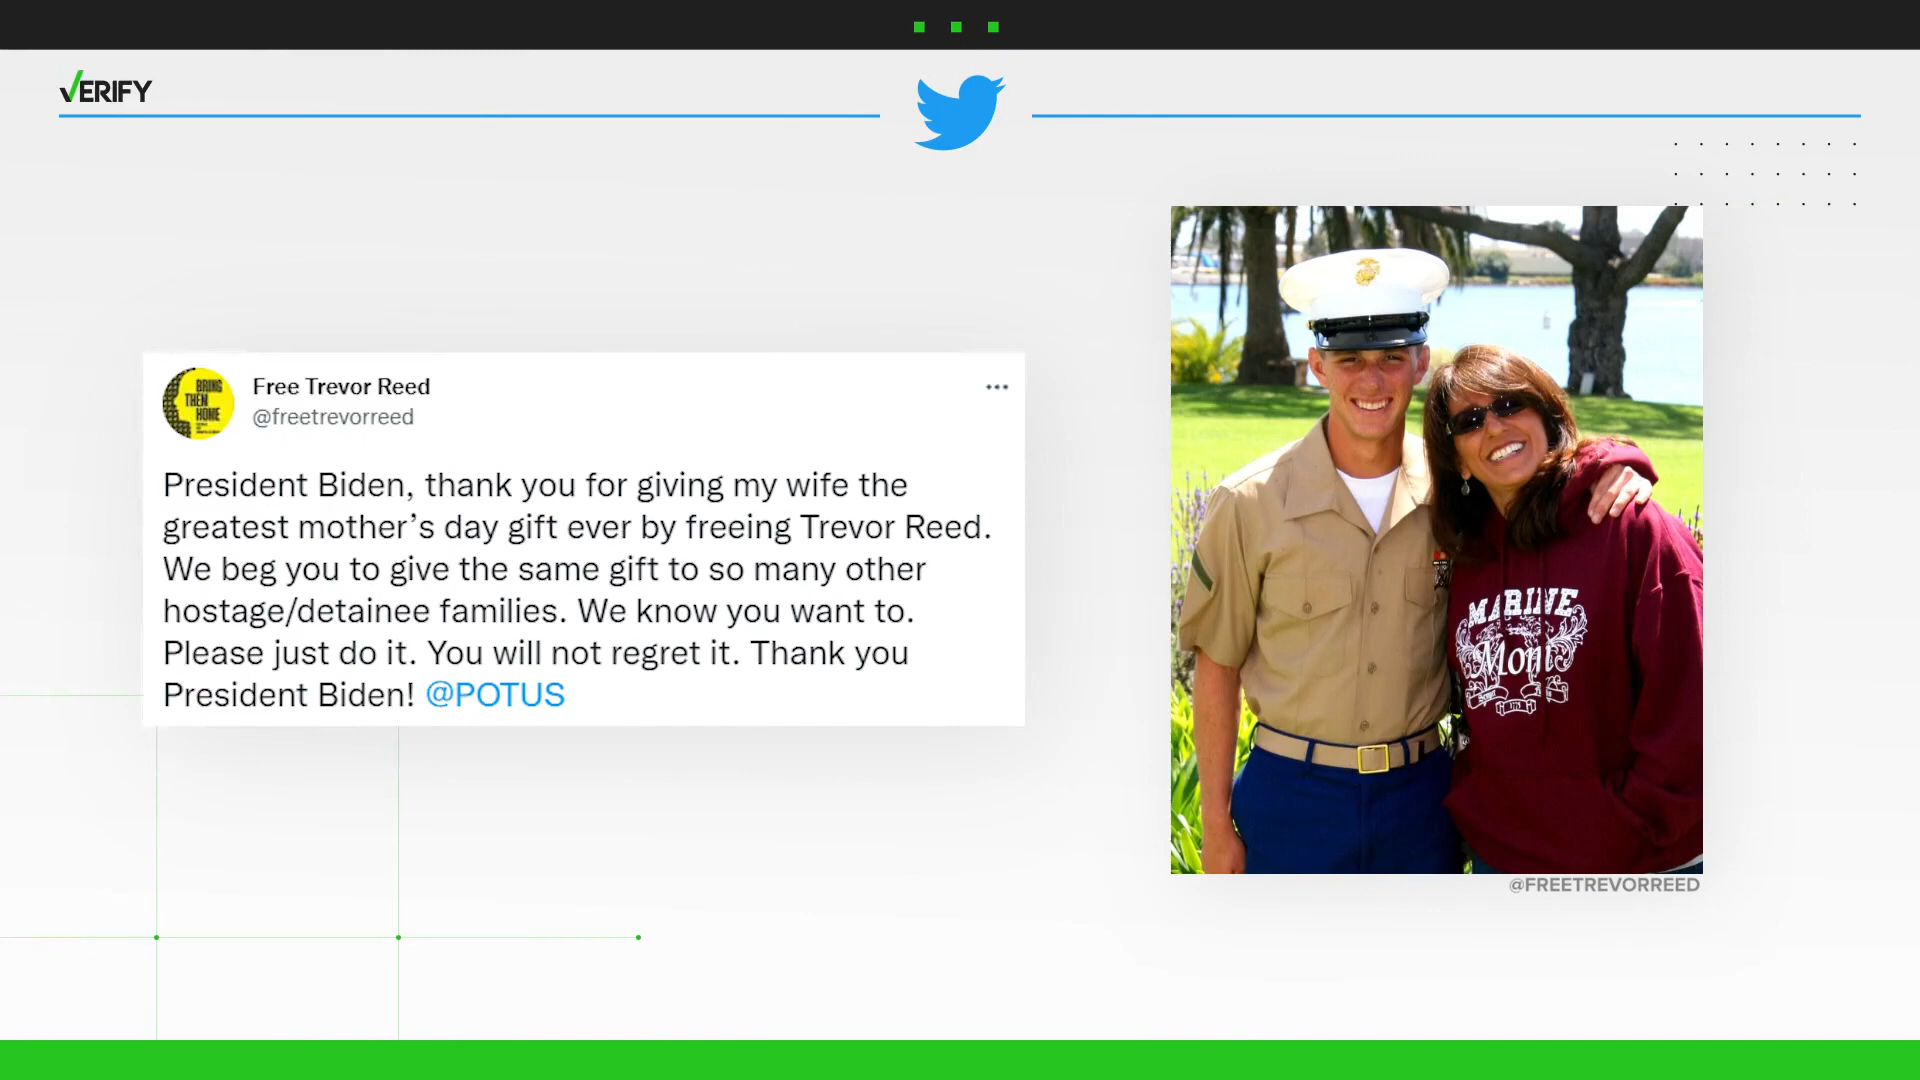 VERIFY
BRING
THEM
HOME
Free Trevor Reed
@freetrevorreed
President Biden, thank you for giving my wife the
greatest mother’s day gift ever by freeing Trevor Reed.
We beg you to give the same gift to so many other
hostage/detainee families. We know you want to.
Please just do it. You will not regret it. Thank you
President Biden! @POTUS
MARINE
Mom
@FREETREVORREED